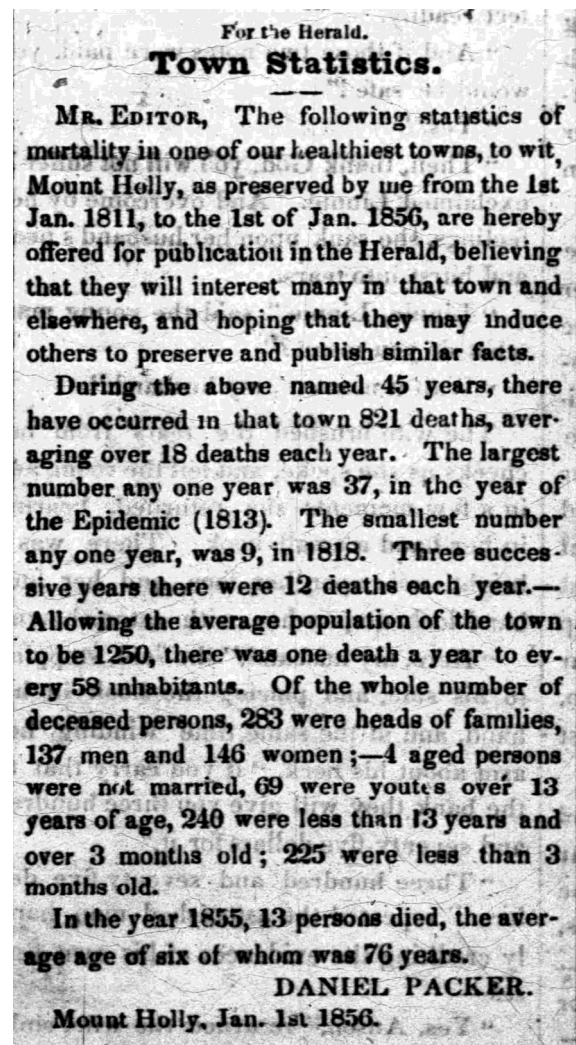 For the Herald.
Town Statistics.
MR. EDITOR, The following statistics of
mortality in one of our healthiest towns, to wit,
Mount Holly, as preserved by me from the 1st
Jan. 1811, to the 1st of Jan. 1856, are hereby
offered for publication in the Herald, believing
that they will interest many in that town and
elsewhere, and hoping that they may induce
others to preserve and publish similar facts.
During the above named 45 years, there
have occurred in that town 821 deaths, aver-
aging over 18 deaths each year. The largest
number any one year was 37, in the year of
the Epidemic (1813). The smallest number
any one year, was 9, in 1818. Three succes-
sive years there were 12 deaths each year.—
Allowing the average population of the town
to be 1250, there was one death a year to ev-
ery 58 inhabitants. Of the whole number of
deceased persons, 283 were heads of families,
137 men and 146 women;—4 aged persons
were not married, 69 were youths over 13
years of age, 240 were less than 13 years and
over 3 months old; 225 were less than 3
months old.
In the year 1855, 13 persons died, the aver-
age age of six of whom was 76 years.
DANIEL PACKER.
Mount Holly, Jan. 1st 1856.